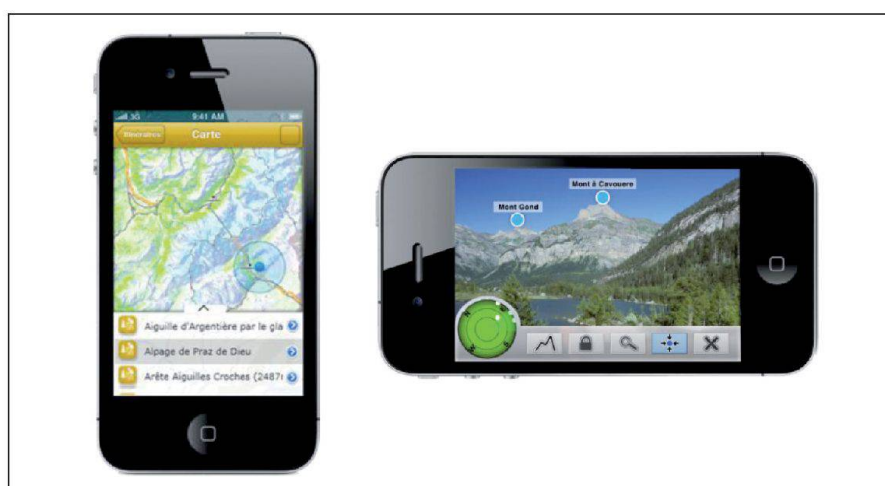 3G 9:41 AM
Itinéraires Carte
Aiguille d'Argentière par le gla
Alpage de Praz de Dieu
Arête Aiguilles Croches (2487
Mont Gond
Mont à Cavouere